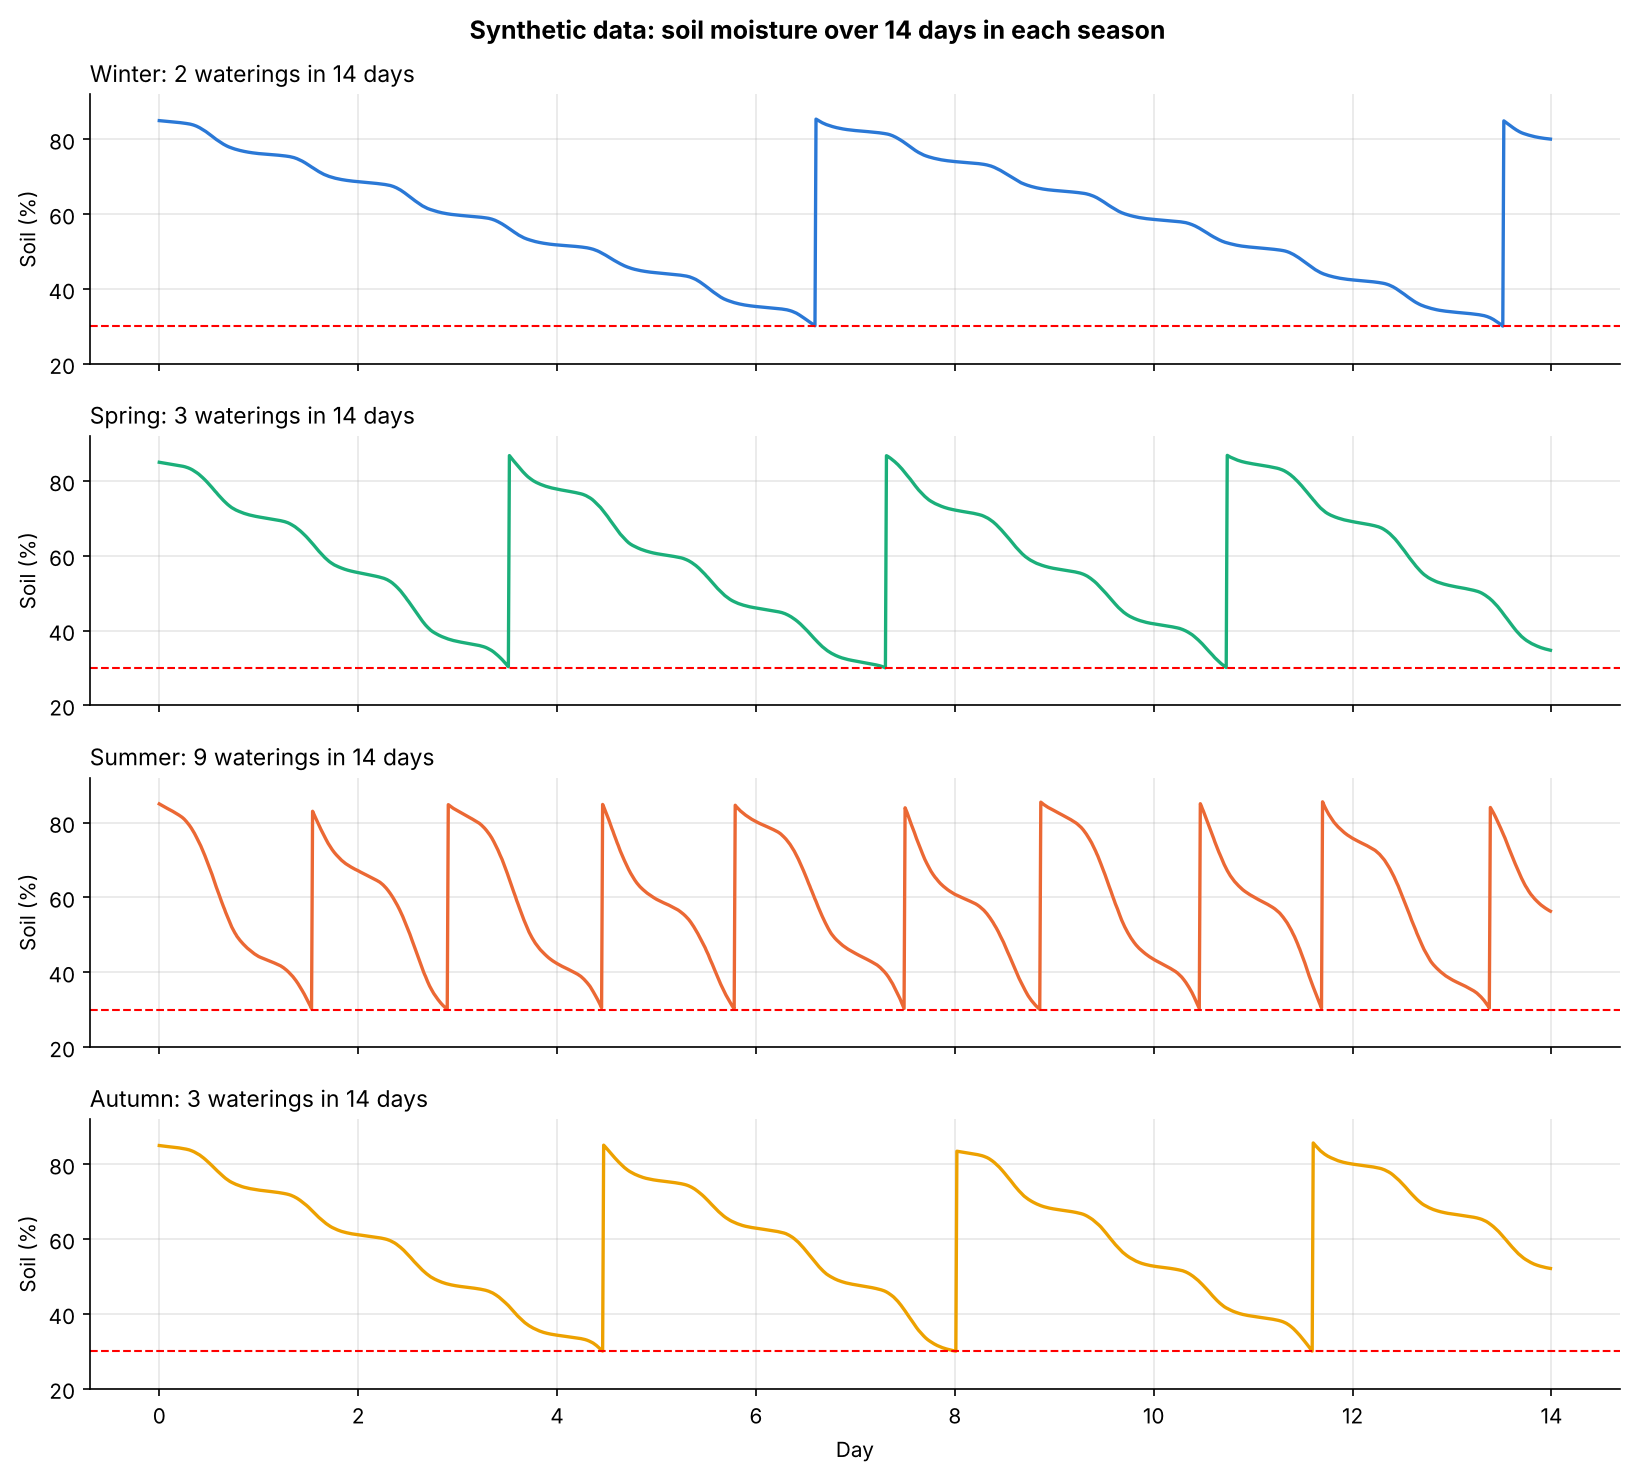 Synthetic data: soil moisture over 14 days in each season
Winter: 2 waterings in 14 days
80
60
40
20
Soil (%)
Spring: 3 waterings in 14 days
80
60
40
20
Soil (%)
Summer: 9 waterings in 14 days
80
60
40
20
Soil (%)
Autumn: 3 waterings in 14 days
80
60
40
20
Soil (%)
0 2 4 6 8 10 12 14
Day